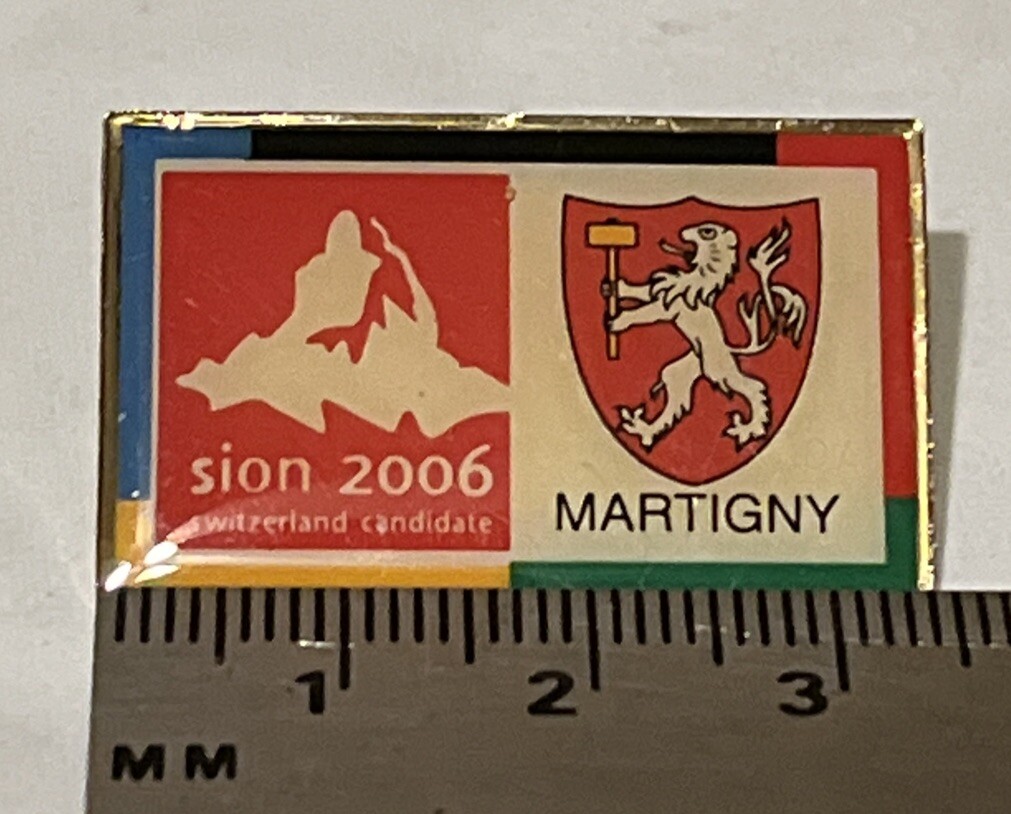 sion 2006
switzerland candidate
MARTIGNY
1 2 3
MM